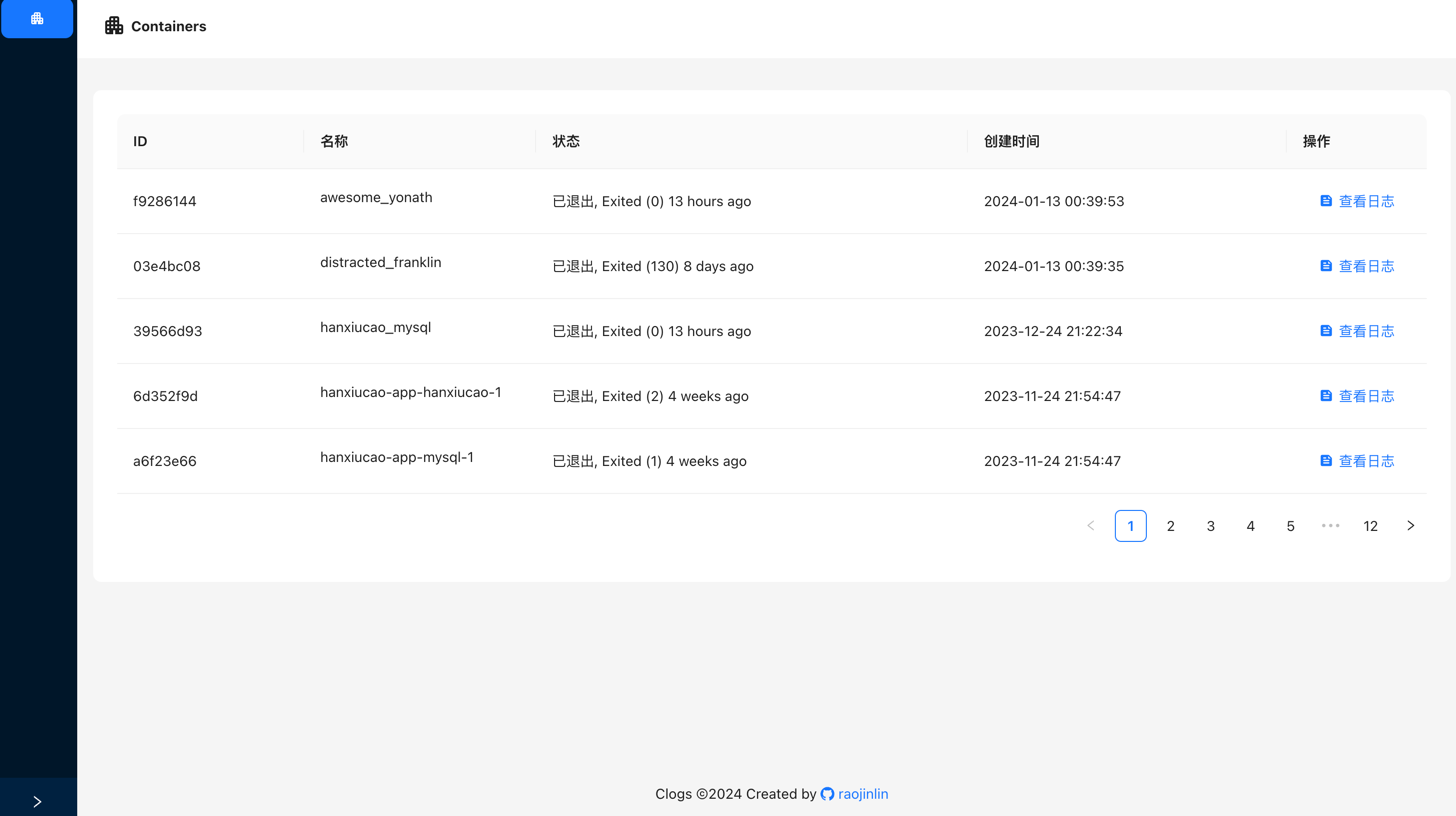 Containers
ID 名称 状态 创建时间 操作
f9286144 awesome_yonath 已退出, Exited (0) 13 hours ago 2024-01-13 00:39:53 查看日志
03e4bc08 distracted_franklin 已退出, Exited (130) 8 days ago 2024-01-13 00:39:35 查看日志
39566d93 hanxiucao_mysql 已退出, Exited (0) 13 hours ago 2023-12-24 21:22:34 查看日志
6d352f9d hanxiucao-app-hanxiucao-1 已退出, Exited (2) 4 weeks ago 2023-11-24 21:54:47 查看日志
a6f23e66 hanxiucao-app-mysql-1 已退出, Exited (1) 4 weeks ago 2023-11-24 21:54:47 查看日志
1 2 3 4 5 ••• 12
Clogs ©2024 Created by raojinlin